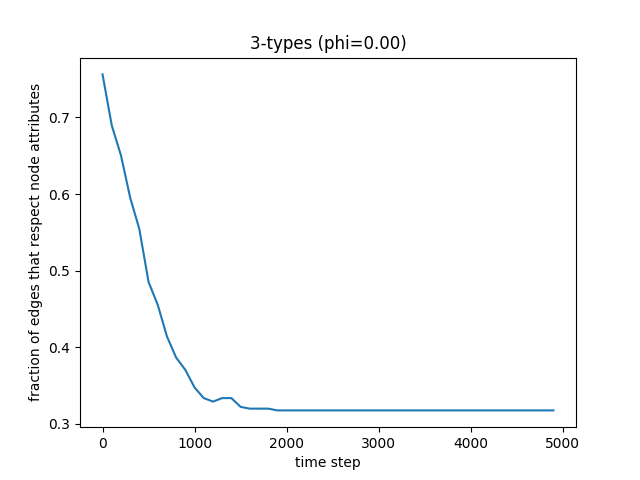 3-types (phi=0.00)
fraction of edges that respect node attributes
0.7
0.6
0.5
0.4
0.3
0 1000 2000 3000 4000 5000
time step